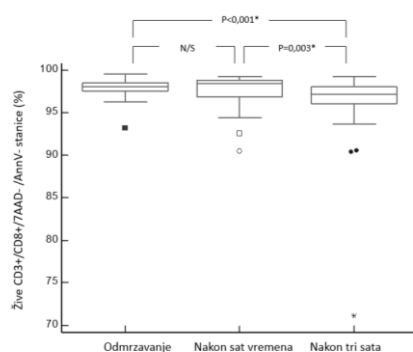 P<0,001*
N/S
P=0,003*
100
95
90
85
80
75
70
Žive CD3+/CD8+/7AAD- /AnnV- stanice (%)
Odmrzavanje
Nakon sat vremena
Nakon tri sata